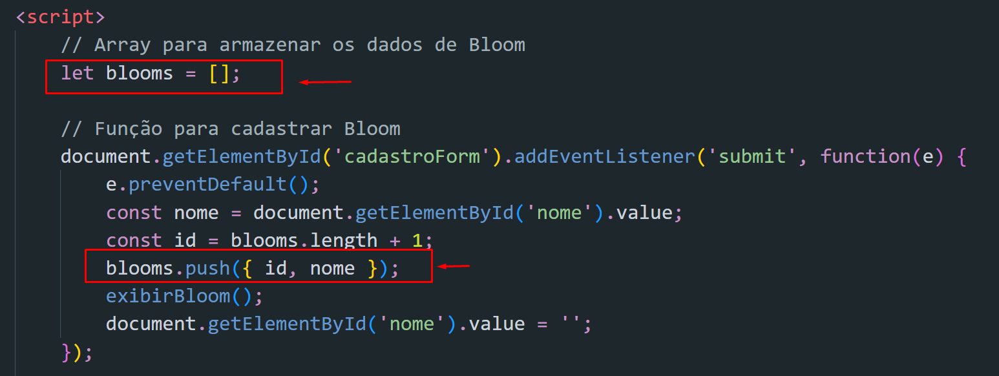 <script>
// Array para armazenar os dados de Bloom
let blooms = [];
// Função para cadastrar Bloom
document.getElementById('cadastroForm').addEventListener('submit', function(e) {
e.preventDefault();
const nome = document.getElementById('nome').value;
const id = blooms.length + 1;
blooms.push({ id, nome });
exibirBloom();
document.getElementById('nome').value = '';
});